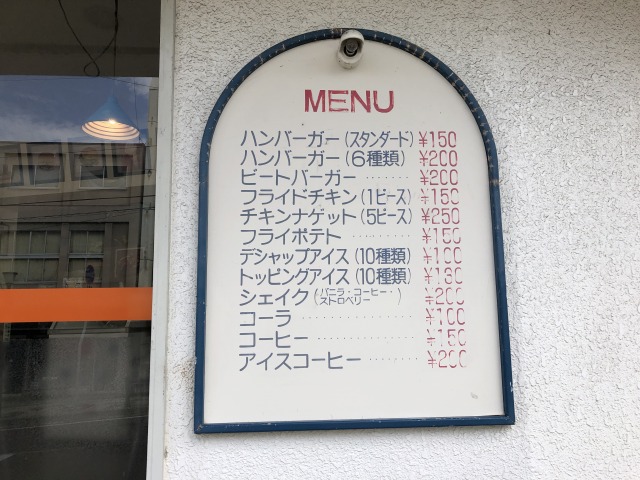 MENU
ハンバーガー(スタンダード) ¥150
ハンバーガー(6種類) ¥200
ビートバーガー ······· ¥200
フライドチキン(1ピース) ¥150
チキンナゲット(5ピース) ¥250
フライポテト ·········· ¥150
デシャップアイス(10種類) ¥100
トッピングアイス(10種類)
シェイク(バニラ・コーヒー・ストロベリー) ¥200
コーラ ················ ¥100
コーヒー ·············· ¥150
アイスコーヒー ········ ¥200